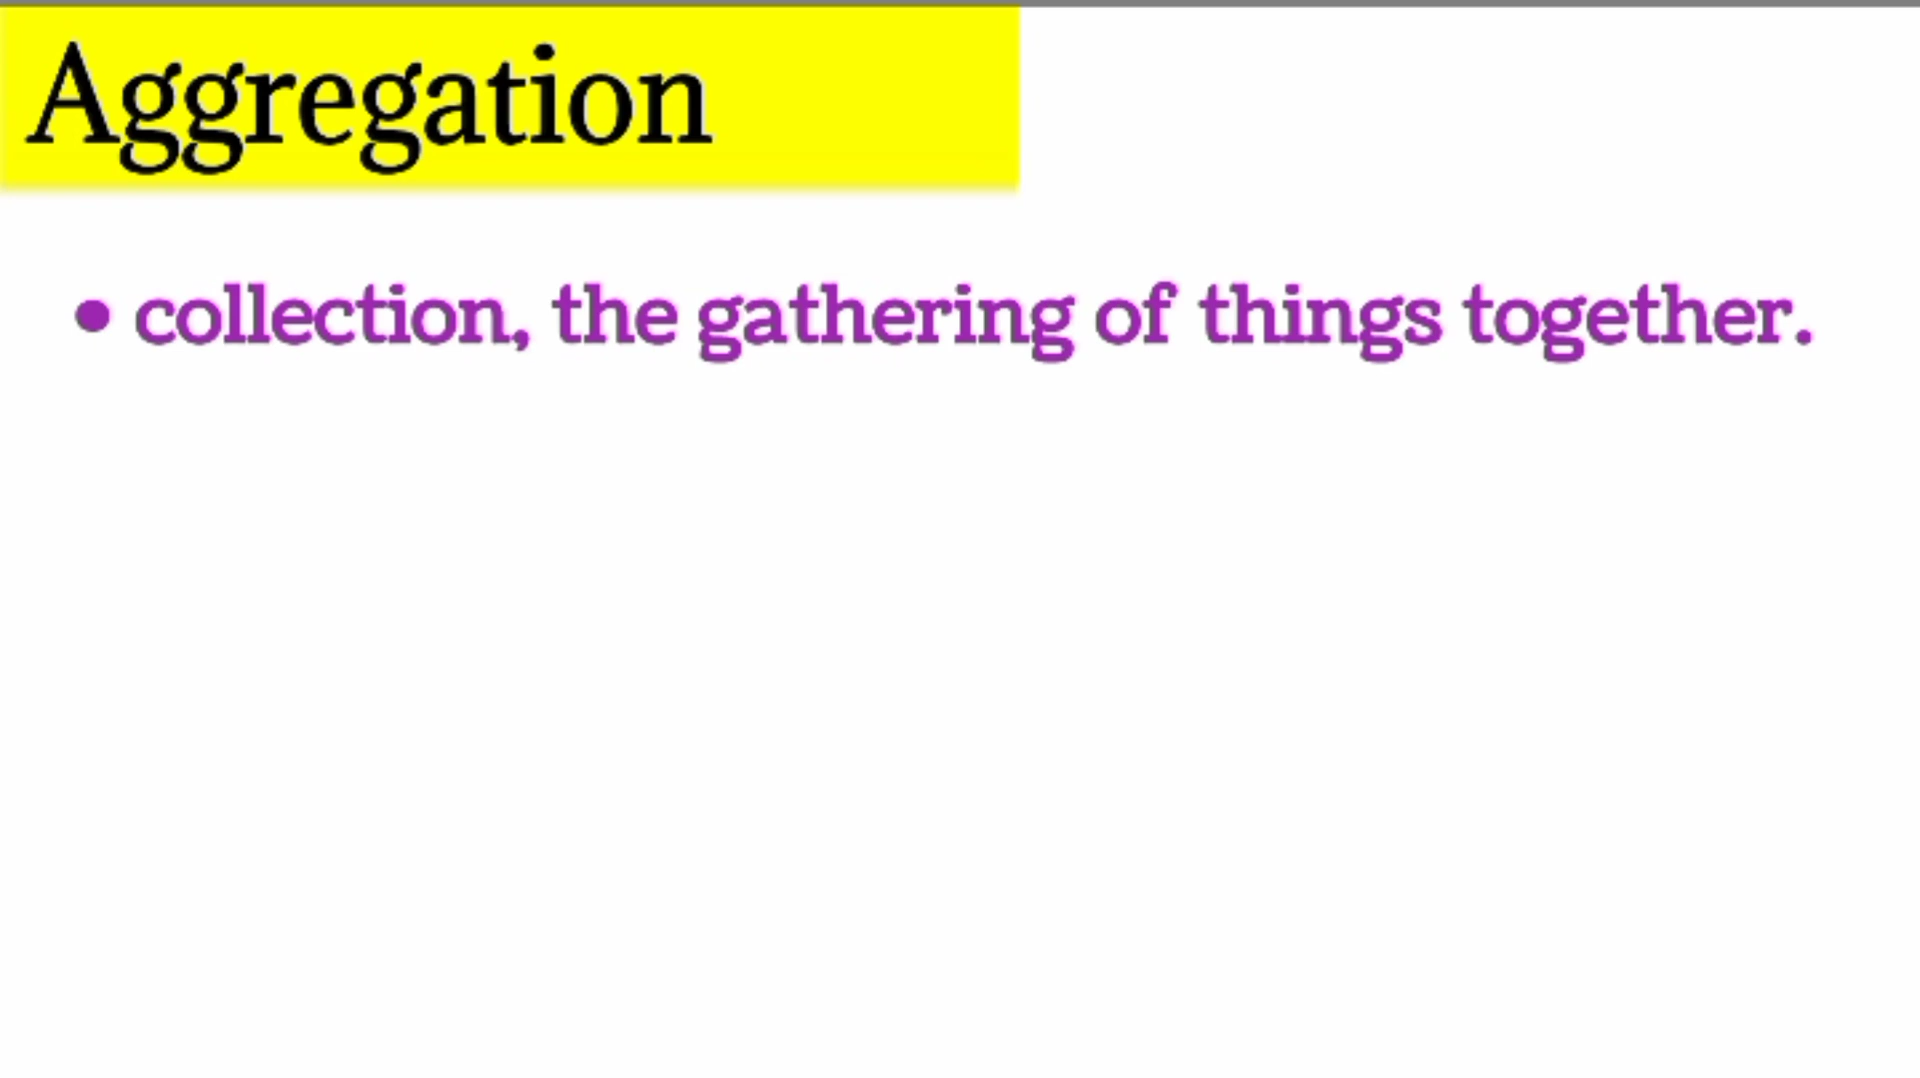 Aggregation
• collection, the gathering of things together.